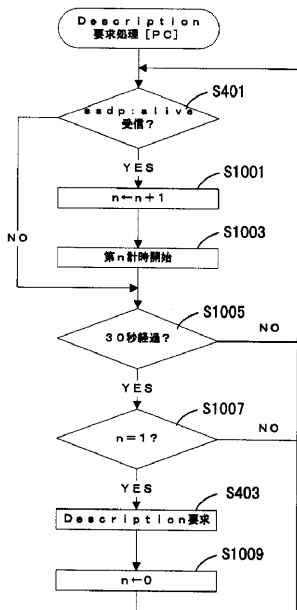 Description
要求処理[PC]
S401
ssdp:alive
受信?
YES
S1001
n←n+1
NO
S1003
第n計時開始
S1005
30秒経過?
NO
YES
S1007
n=1?
NO
YES
S403
Description要求
S1009
n←0